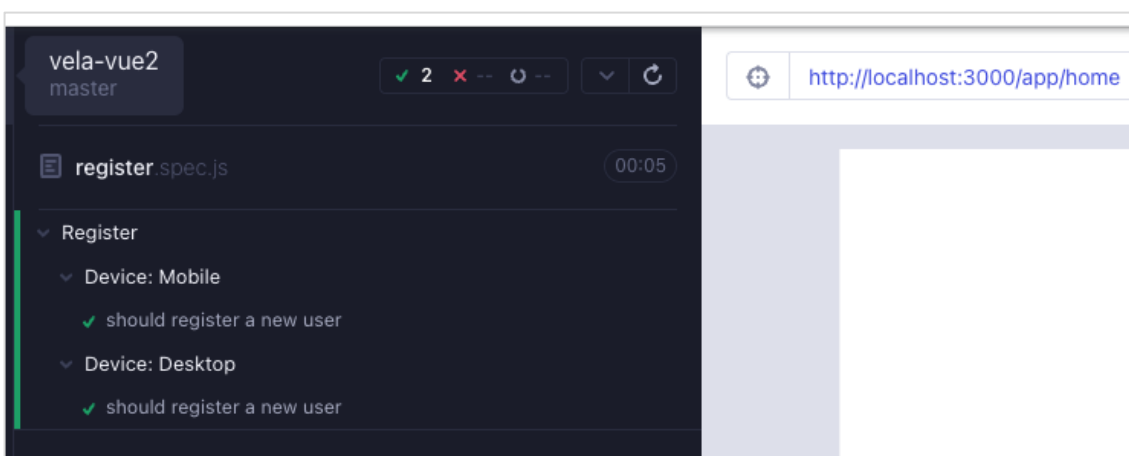 vela-vue2
master
2 -- --
http://localhost:3000/app/home
register.spec.js
00:05
Register
Device: Mobile
should register a new user
Device: Desktop
should register a new user